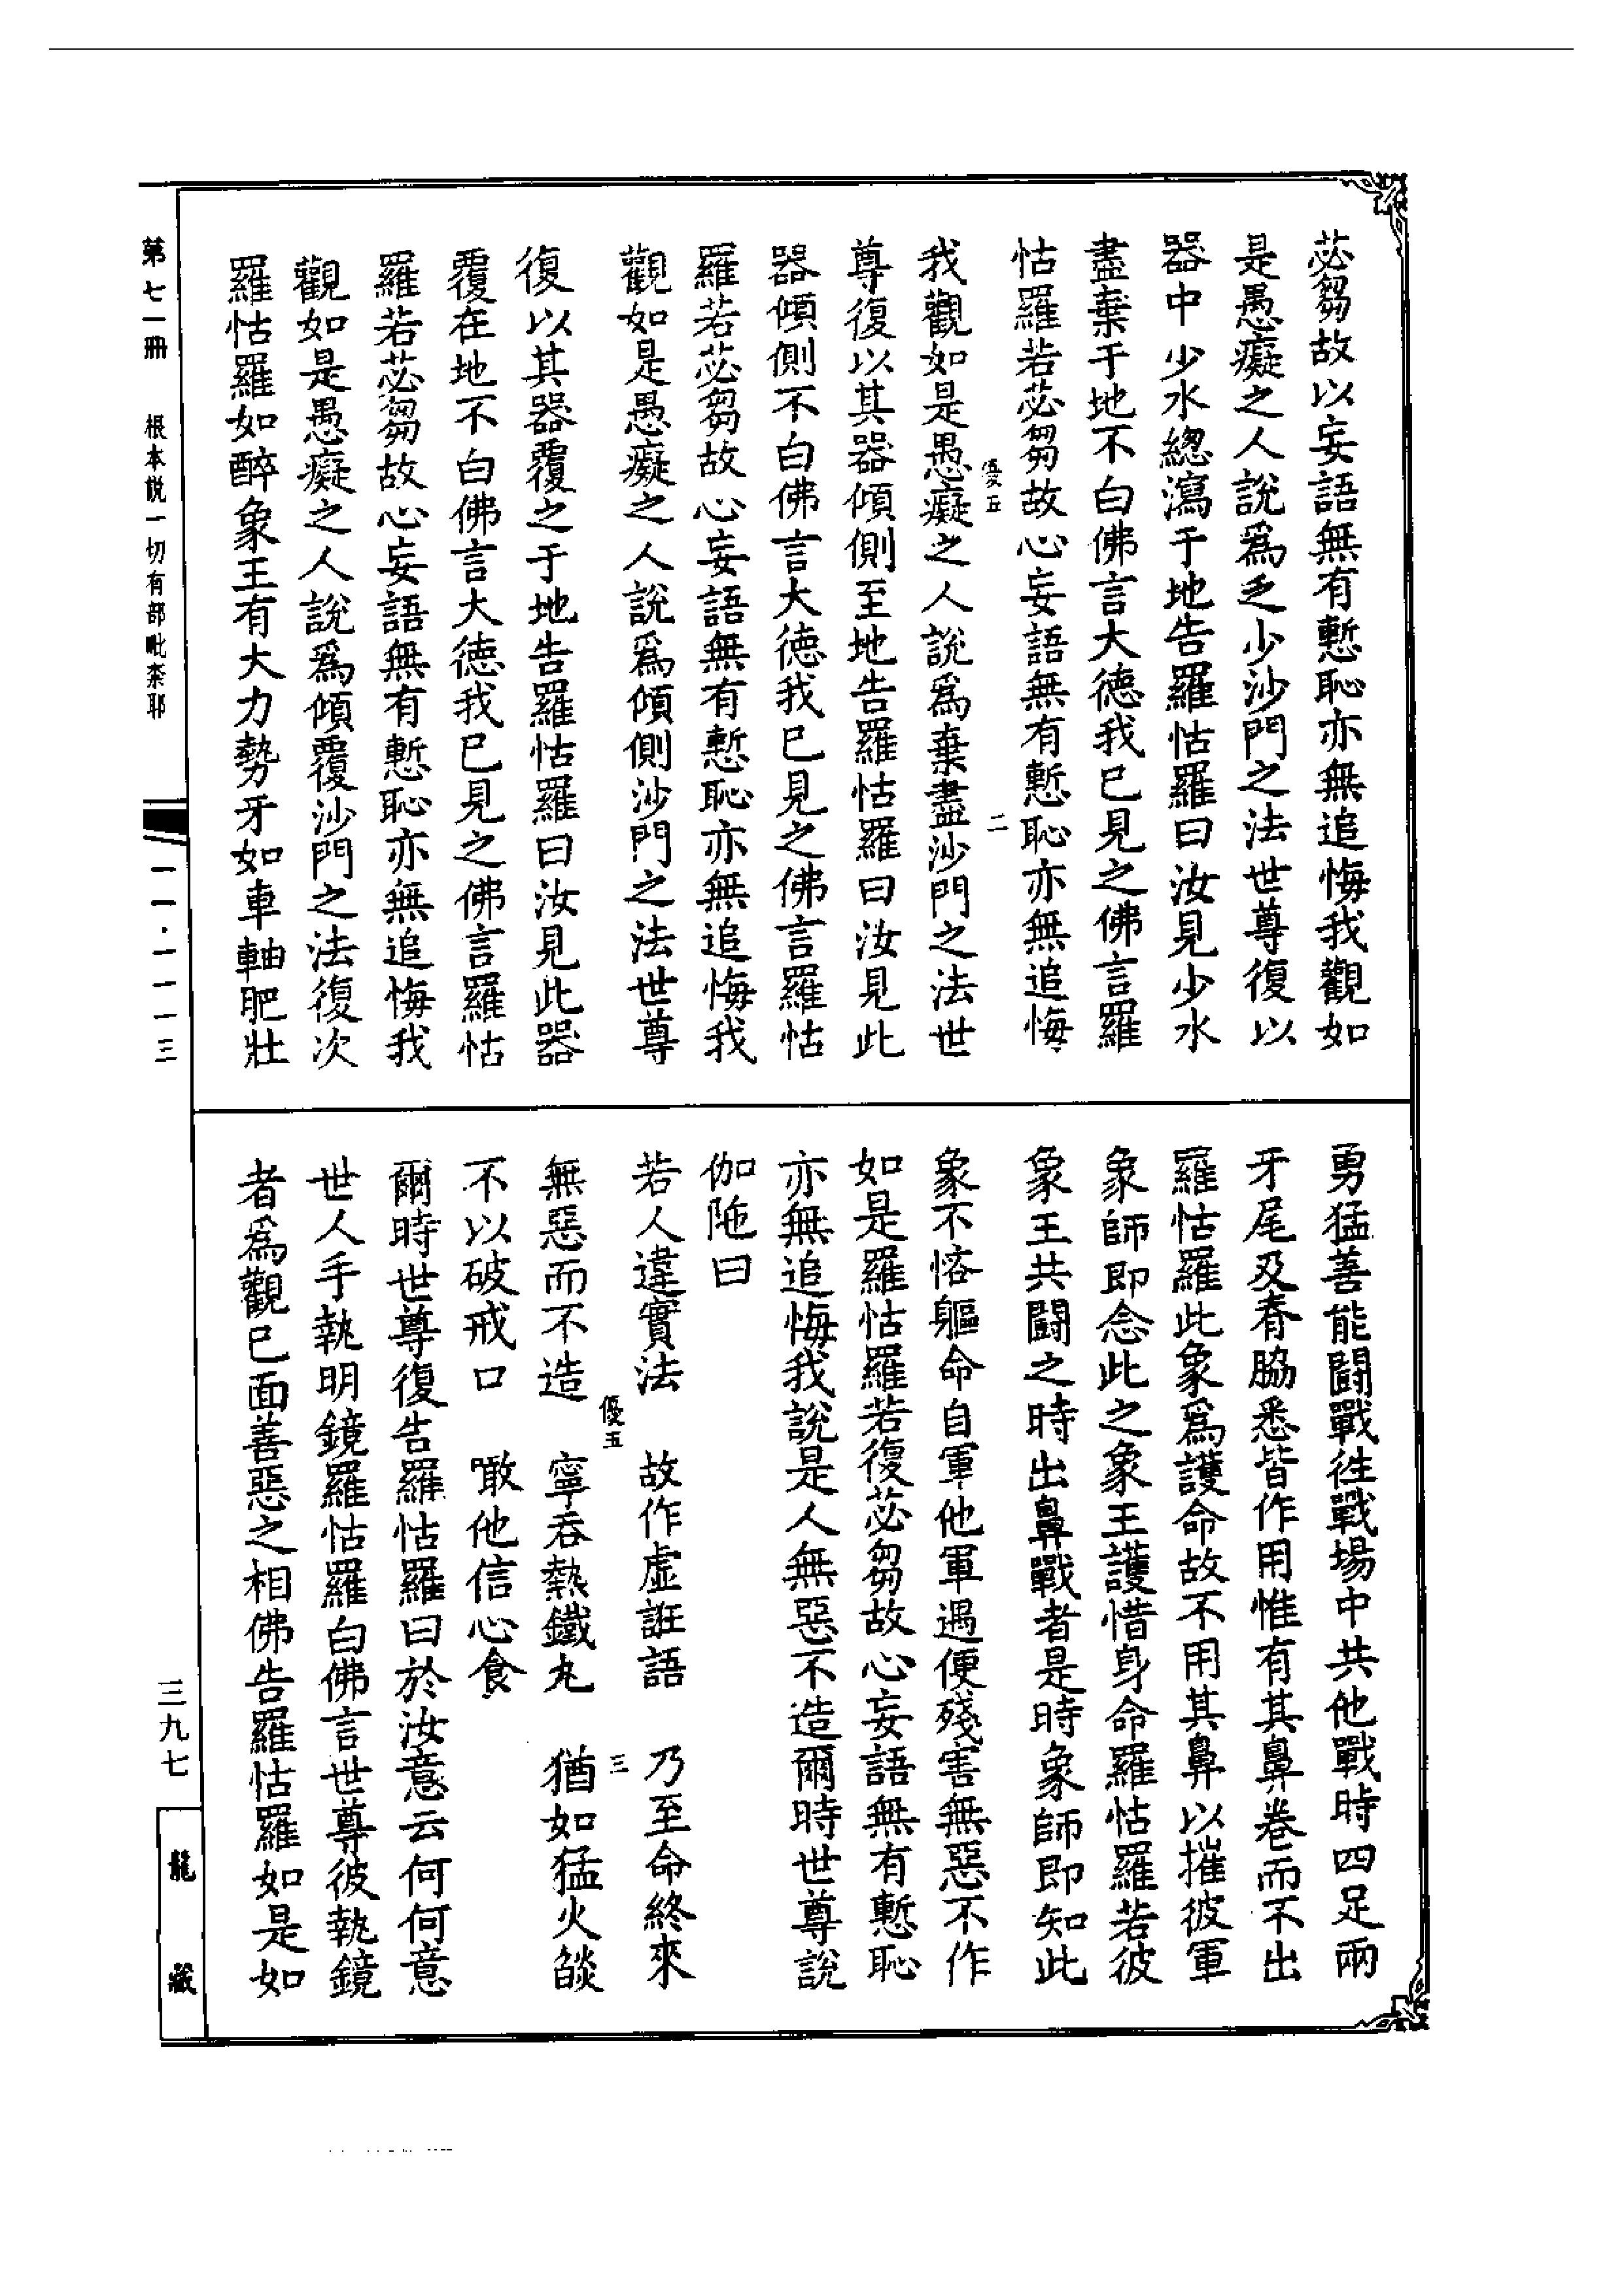 苾芻故以妄語無有慙恥亦無追悔我觀如
是愚癡之人說爲乏少沙門之法世尊復以
器中少水總瀉于地告羅怙羅曰汝見少水
盡棄于地不白佛言大德我已見之佛言羅
怙羅若苾芻故心妄語無有慙恥亦無追悔
優五 二
我觀如是愚癡之人說爲棄盡沙門之法世
尊復以其器傾側至地告羅怙羅曰汝見此
器傾側不白佛言大德我已見之佛言羅怙
羅若苾芻故心妄語無有慙恥亦無追悔我
觀如是愚癡之人說爲傾側沙門之法世尊
復以其器覆之于地告羅怙羅曰汝見此器
覆在地不白佛言大德我已見之佛言羅怙
羅若苾芻故心妄語無有慙恥亦無追悔我
觀如是愚癡之人說爲傾覆沙門之法復次
羅怙羅如醉象王有大力勢牙如車軸肥壯
勇猛善能鬪戰往戰場中共他戰時四足兩
牙尾及脊脇悉皆作用惟有其鼻卷而不出
羅怙羅此象爲護命故不用其鼻以摧彼軍
象師即念此之象王護惜身命羅怙羅若彼
象王共鬪之時出鼻戰者是時象師即知此
象不悋軀命自軍他軍遇便殘害無惡不作
如是羅怙羅若復苾芻故心妄語無有慙恥
亦無追悔我說是人無惡不造爾時世尊說
伽陁曰
若人違實法 故作虛誑語 乃至命終來
優五 三
無惡而不造 寧吞熱鐵丸 猶如猛火燄
不以破戒口 噉他信心食
爾時世尊復告羅怙羅曰於汝意云何何意
世人手執明鏡羅怙羅白佛言世尊彼執鏡
者爲觀已面善惡之相佛告羅怙羅如是如
第七一冊 根本說一切有部毗柰耶
一一·一一一三
三九七
龍藏